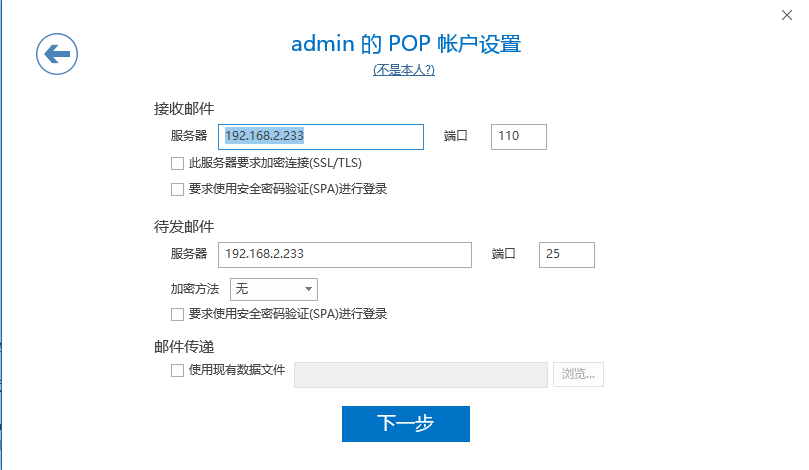 admin 的 POP 帐户设置
(不是本人?)
接收邮件
服务器 192.168.2.233 端口 110
此服务器要求加密连接(SSL/TLS)
要求使用安全密码验证(SPA)进行登录
待发邮件
服务器 192.168.2.233 端口 25
加密方法 无
要求使用安全密码验证(SPA)进行登录
邮件传递
使用现有数据文件 浏览...
下一步